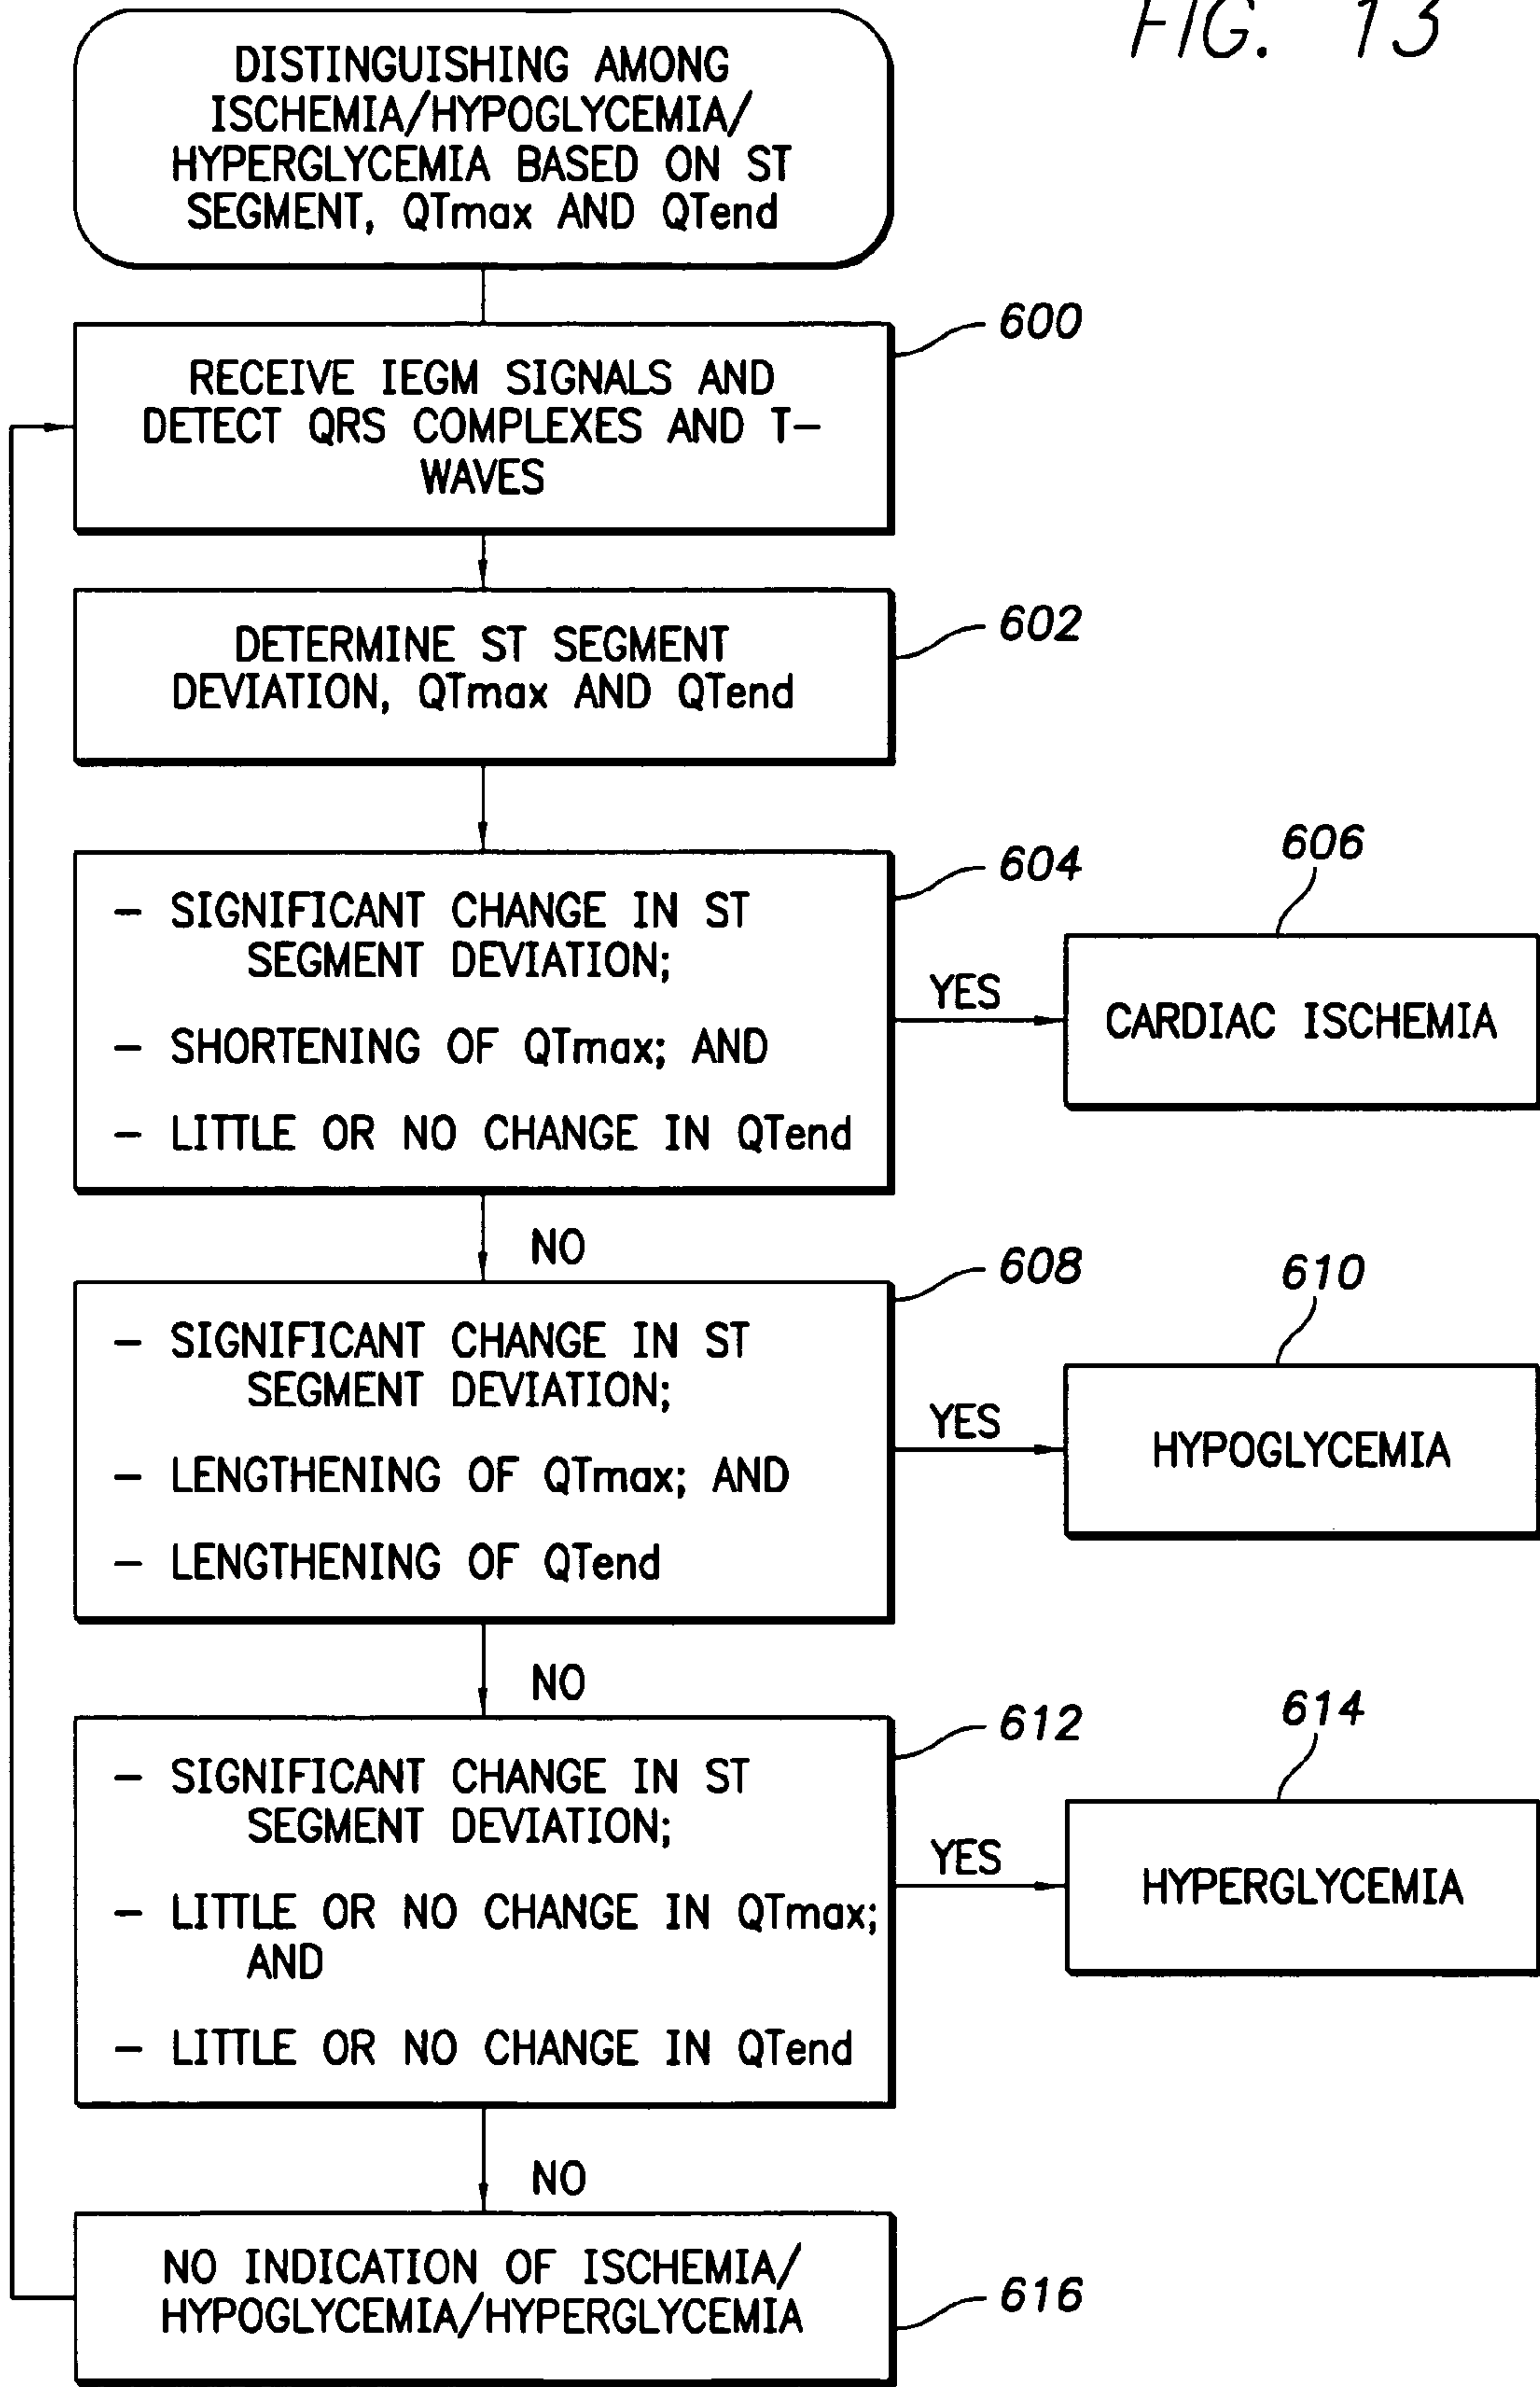 FIG. 13
DISTINGUISHING AMONG
ISCHEMIA/HYPOGLYCEMIA/
HYPERGLYCEMIA BASED ON ST
SEGMENT, QTmax AND QTend
600
RECEIVE IEGM SIGNALS AND
DETECT QRS COMPLEXES AND T–
WAVES
602
DETERMINE ST SEGMENT
DEVIATION, QTmax AND QTend
604
– SIGNIFICANT CHANGE IN ST
SEGMENT DEVIATION;
– SHORTENING OF QTmax; AND
– LITTLE OR NO CHANGE IN QTend
YES
606
CARDIAC ISCHEMIA
NO
608
– SIGNIFICANT CHANGE IN ST
SEGMENT DEVIATION;
– LENGTHENING OF QTmax; AND
– LENGTHENING OF QTend
YES
610
HYPOGLYCEMIA
NO
612
– SIGNIFICANT CHANGE IN ST
SEGMENT DEVIATION;
– LITTLE OR NO CHANGE IN QTmax;
AND
– LITTLE OR NO CHANGE IN QTend
YES
614
HYPERGLYCEMIA
NO
NO INDICATION OF ISCHEMIA/
HYPOGLYCEMIA/HYPERGLYCEMIA
616